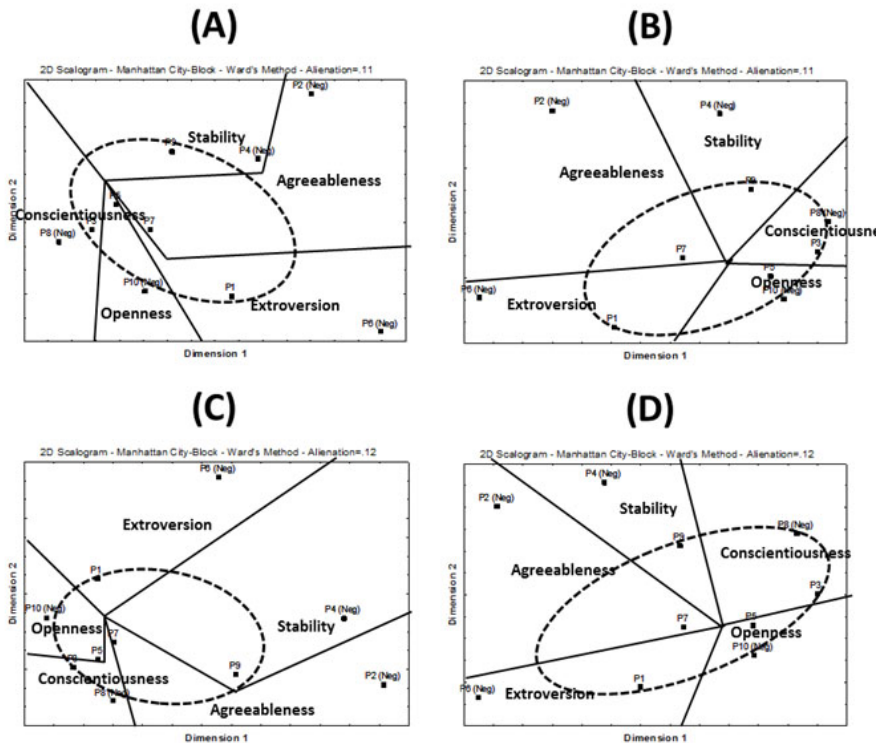 (A)
2D Scalogram - Manhattan City-Block - Ward's Method - Alienation=.11
P2 (Neg)
Stability
P4 (Neg)
Agreeableness
P5
Conscientiousness
P3
P7
P8 (Neg)
P10 (Neg)
P1
Openness
Extroversion
P6 (Neg)
Dimension 2
Dimension 1
(B)
2D Scalogram - Manhattan City-Block - Ward's Method - Alienation=.11
P2 (Neg)
P4 (Neg)
Stability
Agreeableness
P9
P8 (Neg)
Conscientiousness
P7
P3
P5
Openness
P10 (Neg)
P6 (Neg)
Extroversion
P1
Dimension 2
Dimension 1
(C)
2D Scalogram - Manhattan City-Block - Ward's Method - Alienation=.12
P6 (Neg)
Extroversion
P1
P10 (Neg)
P4 (Neg)
Openness
Stability
P7
P5
P9
Conscientiousness
P8 (Neg)
P2 (Neg)
Agreeableness
Dimension 2
Dimension 1
(D)
2D Scalogram - Manhattan City-Block - Ward's Method - Alienation=.12
P4 (Neg)
P2 (Neg)
Stability
P8 (Neg)
P9
Conscientiousness
Agreeableness
P3
P7
P5
Openness
P10 (Neg)
P6 (Neg)
Extroversion
P1
Dimension 2
Dimension 1